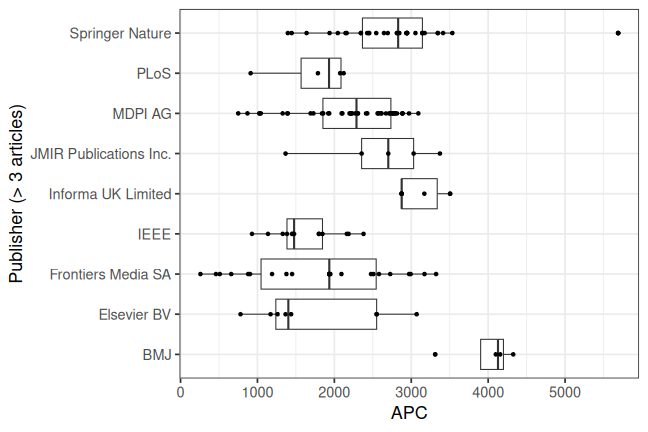 Publisher (> 3 articles)
Springer Nature
PLoS
MDPI AG
JMIR Publications Inc.
Informa UK Limited
IEEE
Frontiers Media SA
Elsevier BV
BMJ
0 1000 2000 3000 4000 5000
APC